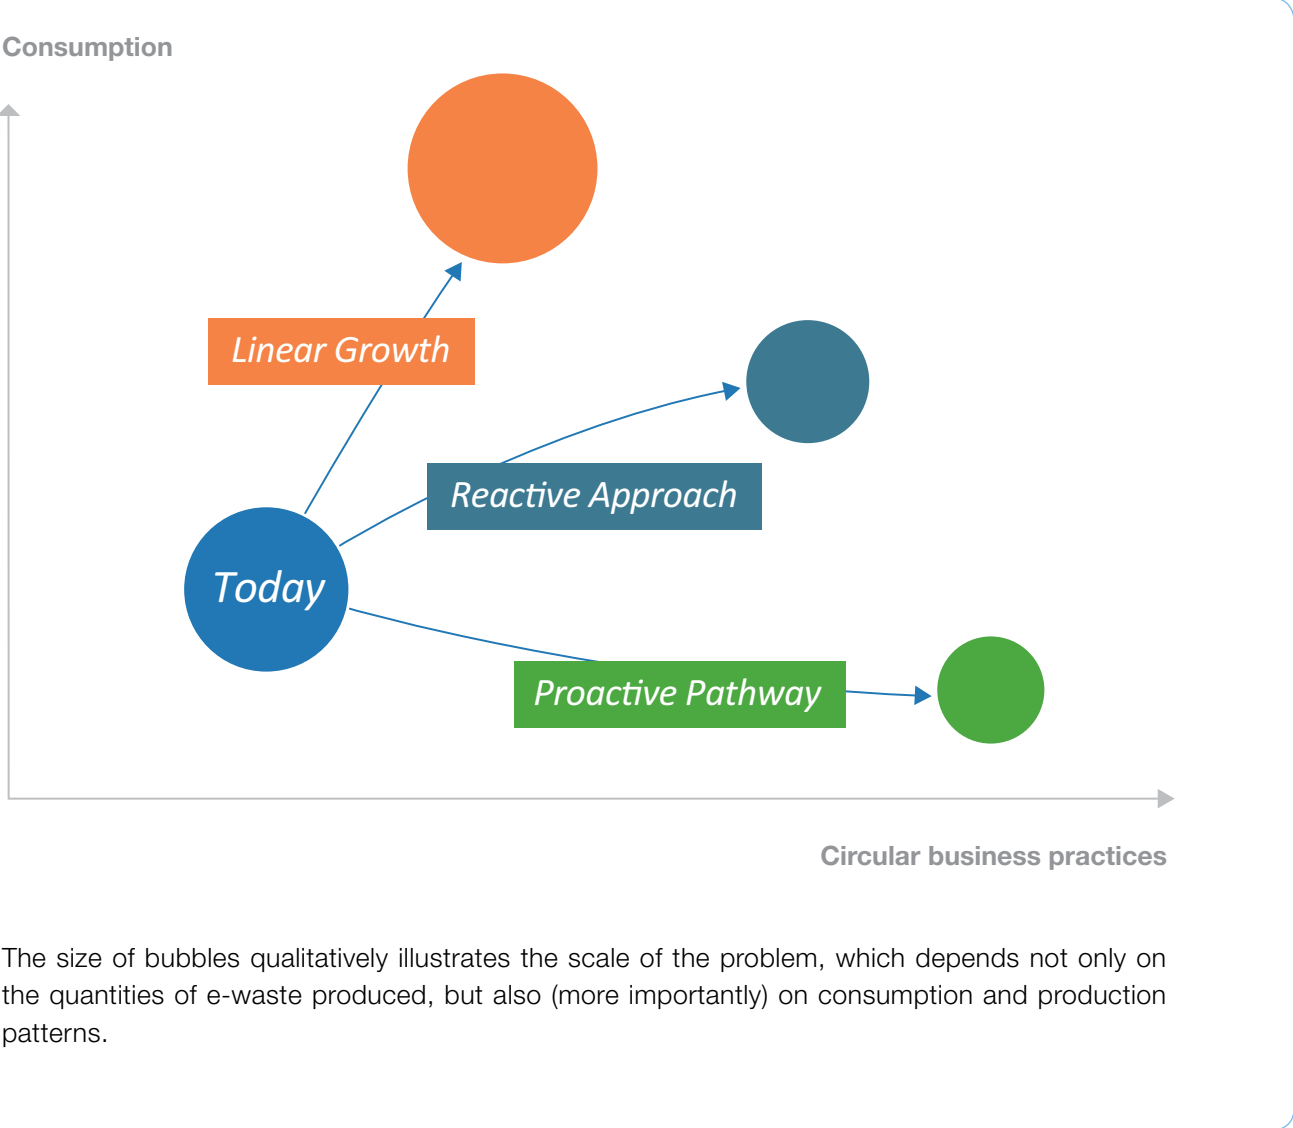 Consumption
Linear Growth
Reactive Approach
Today
Proactive Pathway
Circular business practices
The size of bubbles qualitatively illustrates the scale of the problem, which depends not only on
the quantities of e-waste produced, but also (more importantly) on consumption and production
patterns.